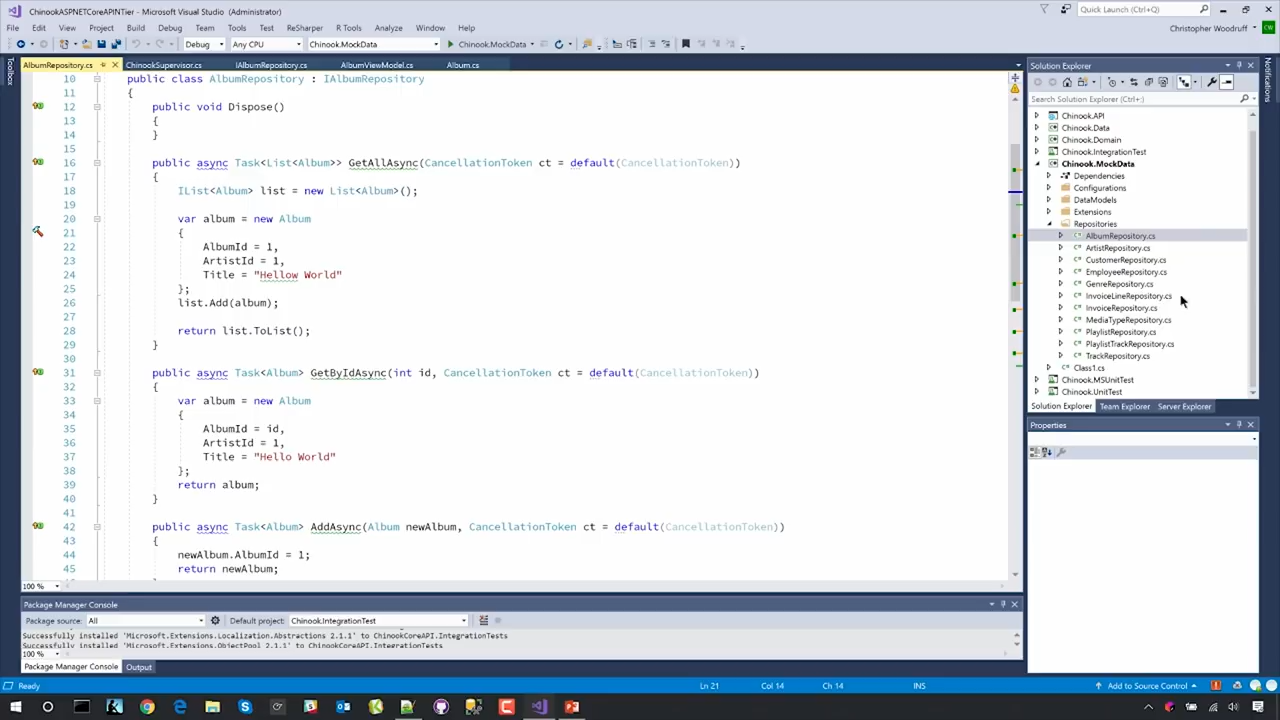 ChinookASPNETCoreAPINTier - Microsoft Visual Studio (Administrator)
Quick Launch (Ctrl+Q)
File Edit View Project Build Debug Team Tools Test ReSharper R Tools Analyze Window Help
Christopher Woodruff CW
Debug Any CPU Chinook.MockData Chinook.MockData
Toolbox
AlbumRepository.cs ChinookSupervisor.cs IAlbumRepository.cs AlbumViewModel.cs Album.cs
10 public class AlbumRepository : IAlbumRepository
11 {
12 public void Dispose()
13 {
14 }
15
16 public async Task<List<Album>> GetAllAsync(CancellationToken ct = default(CancellationToken))
17 {
18 IList<Album> list = new List<Album>();
19
20 var album = new Album
21 {
22 AlbumId = 1,
23 ArtistId = 1,
24 Title = "Hellow World"
25 };
26 list.Add(album);
27
28 return list.ToList();
29 }
30
31 public async Task<Album> GetByIdAsync(int id, CancellationToken ct = default(CancellationToken))
32 {
33 var album = new Album
34 {
35 AlbumId = id,
36 ArtistId = 1,
37 Title = "Hello World"
38 };
39 return album;
40 }
41
42 public async Task<Album> AddAsync(Album newAlbum, CancellationToken ct = default(CancellationToken))
43 {
44 newAlbum.AlbumId = 1;
45 return newAlbum;
100 %
Solution Explorer
Search Solution Explorer (Ctrl+;)
Chinook.API
Chinook.Data
Chinook.Domain
Chinook.IntegrationTest
Chinook.MockData
Dependencies
Configurations
DataModels
Extensions
Repositories
AlbumRepository.cs
ArtistRepository.cs
CustomerRepository.cs
EmployeeRepository.cs
GenreRepository.cs
InvoiceLineRepository.cs
InvoiceRepository.cs
MediaTypeRepository.cs
PlaylistRepository.cs
PlaylistTrackRepository.cs
TrackRepository.cs
Class1.cs
Chinook.MSUnitTest
Chinook.UnitTest
Solution Explorer Team Explorer Server Explorer
Properties
Notifications
Package Manager Console
Package source: All Default project: Chinook.IntegrationTest
Successfully installed 'Microsoft.Extensions.Localization.Abstractions 2.1.1' to ChinookCoreAPI.IntegrationTests
Successfully installed 'Microsoft.Extensions.ObjectPool 2.1.1' to ChinookCoreAPI.IntegrationTests
100 %
Package Manager Console Output
Ready Ln 21 Col 14 Ch 14 INS Add to Source Control